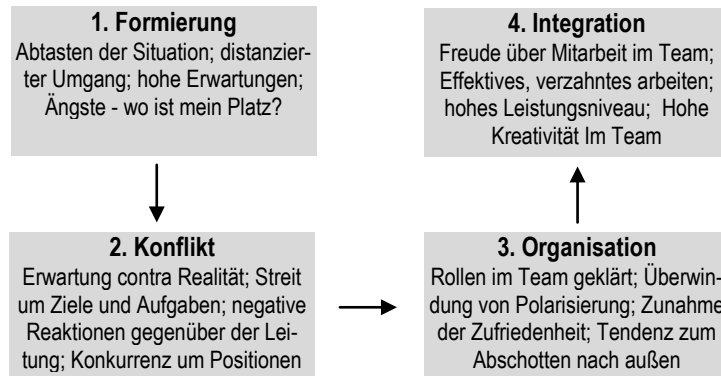 1. Formierung
Abtasten der Situation; distanzier-
ter Umgang; hohe Erwartungen;
Ängste - wo ist mein Platz?
2. Konflikt
Erwartung contra Realität; Streit
um Ziele und Aufgaben; negative
Reaktionen gegenüber der Lei-
tung; Konkurrenz um Positionen
3. Organisation
Rollen im Team geklärt; Überwin-
dung von Polarisierung; Zunahme
der Zufriedenheit; Tendenz zum
Abschotten nach außen
4. Integration
Freude über Mitarbeit im Team;
Effektives, verzahntes arbeiten;
hohes Leistungsniveau;  Hohe
Kreativität Im Team